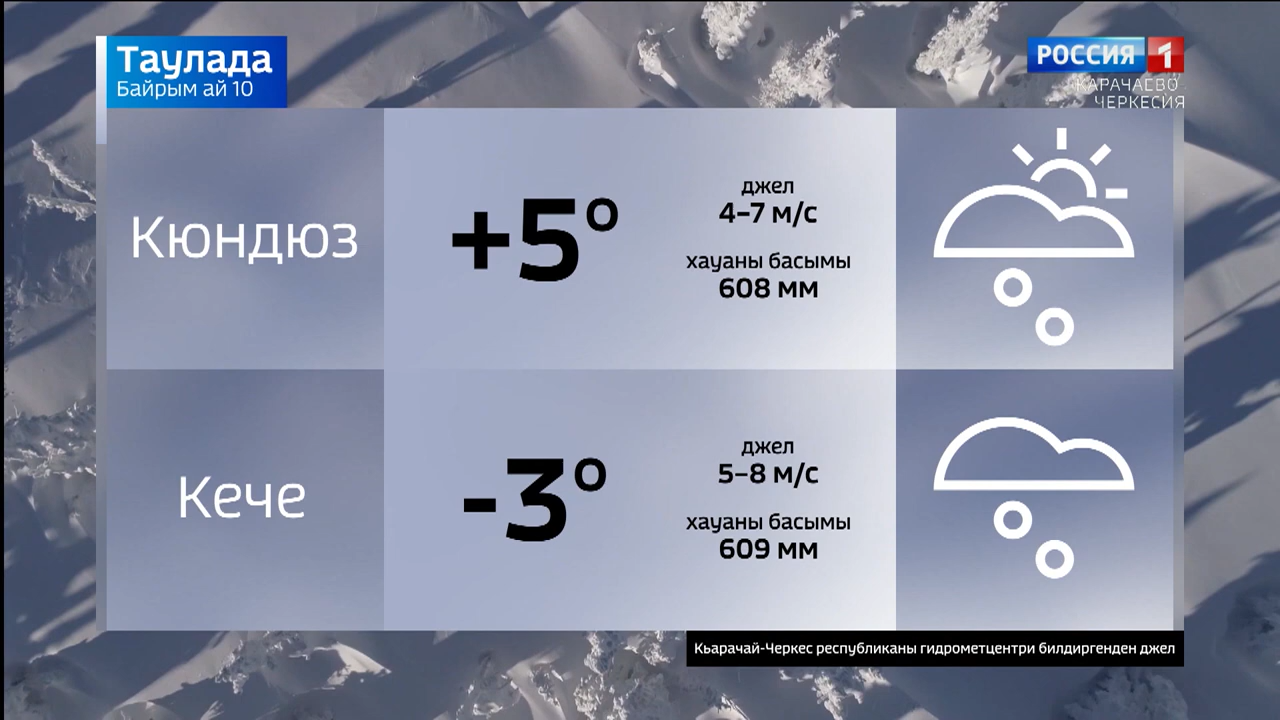 Таулада
Байрым ай 10
РОССИЯ 1
КАРАЧАЕВО
ЧЕРКЕСИЯ
Кюндюз
+5°
джел
4–7 м/с
хауаны басымы
608 мм
Кече
-3°
джел
5–8 м/с
хауаны басымы
609 мм
Кьарачай-Черкес республиканы гидрометцентри билдиргенден джел